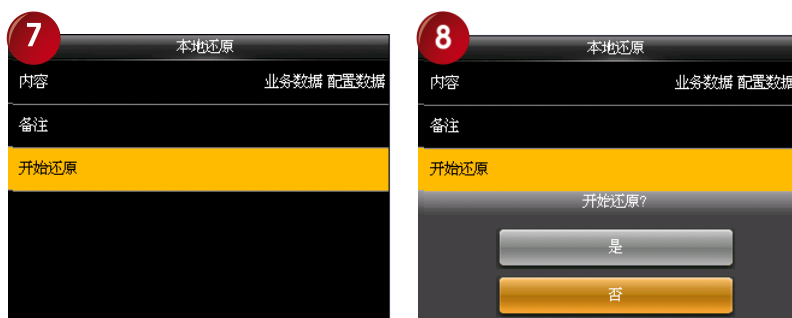 7
本地还原
内容 业务数据 配置数据
备注
开始还原
8
本地还原
内容 业务数据 配置数据
备注
开始还原
开始还原?
是
否